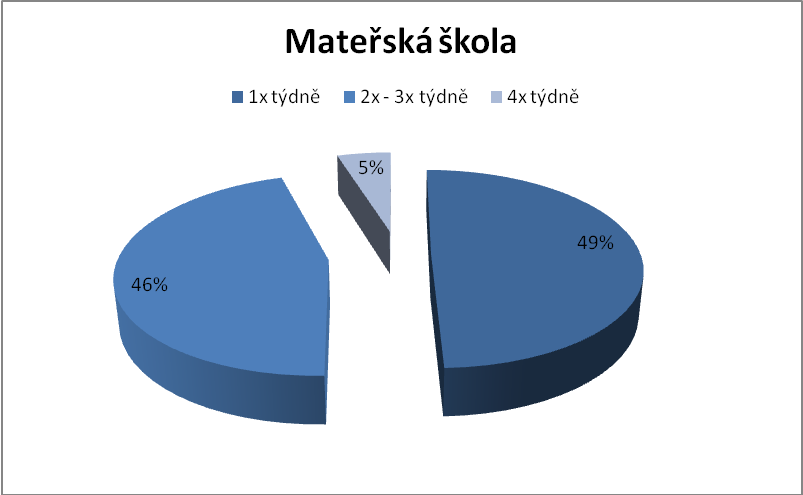 Mateřská škola
1x týdně 2x - 3x týdně 4x týdně
5%
49%
46%